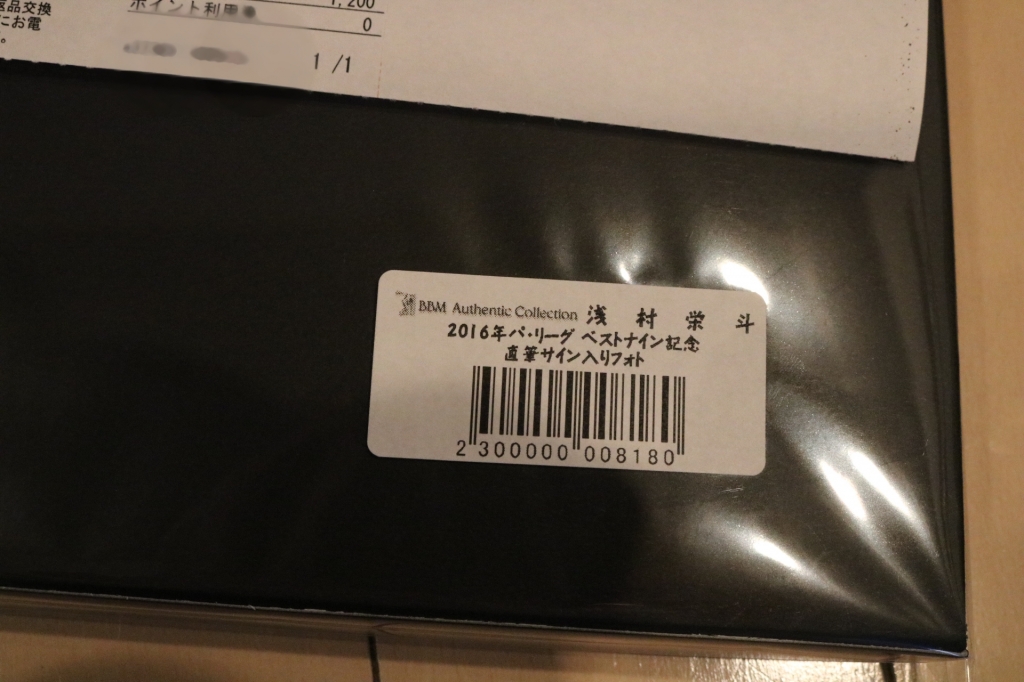 返品交換
にお電
。
1,200
ポイント利用
0
1 /1
BBM Authentic Collection 浅 村 栄 斗
2016年パ・リーグ ベストナイン記念
直筆サイン入りフォト
2 300000 008180